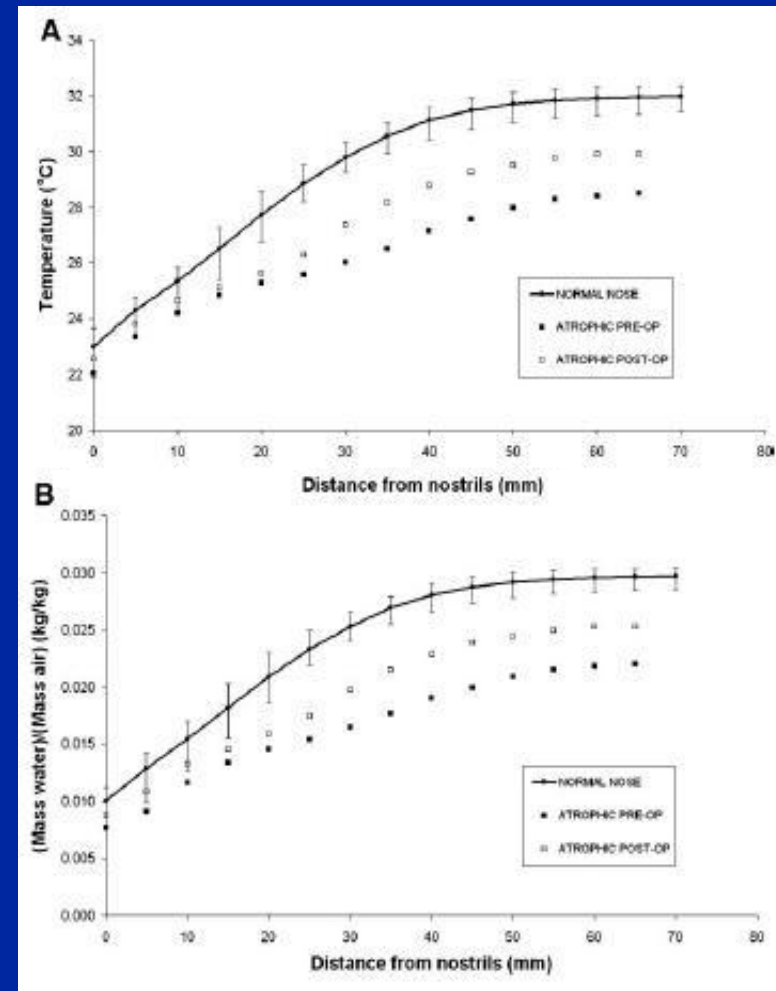 A
34
32
30
28
26
24
22
20
Temperature (°C)
NORMAL NOSE
ATROPHIC PRE-OP
ATROPHIC POST-OP
0 10 20 30 40 50 60 70 80
Distance from nostrils (mm)
B
0.035
0.030
0.025
0.020
0.015
0.010
0.005
0.000
(Mass water)/(Mass air) (kg/kg)
NORMAL NOSE
ATROPHIC PRE-OP
ATROPHIC POST-OP
0 10 20 30 40 50 60 70 80
Distance from nostrils (mm)